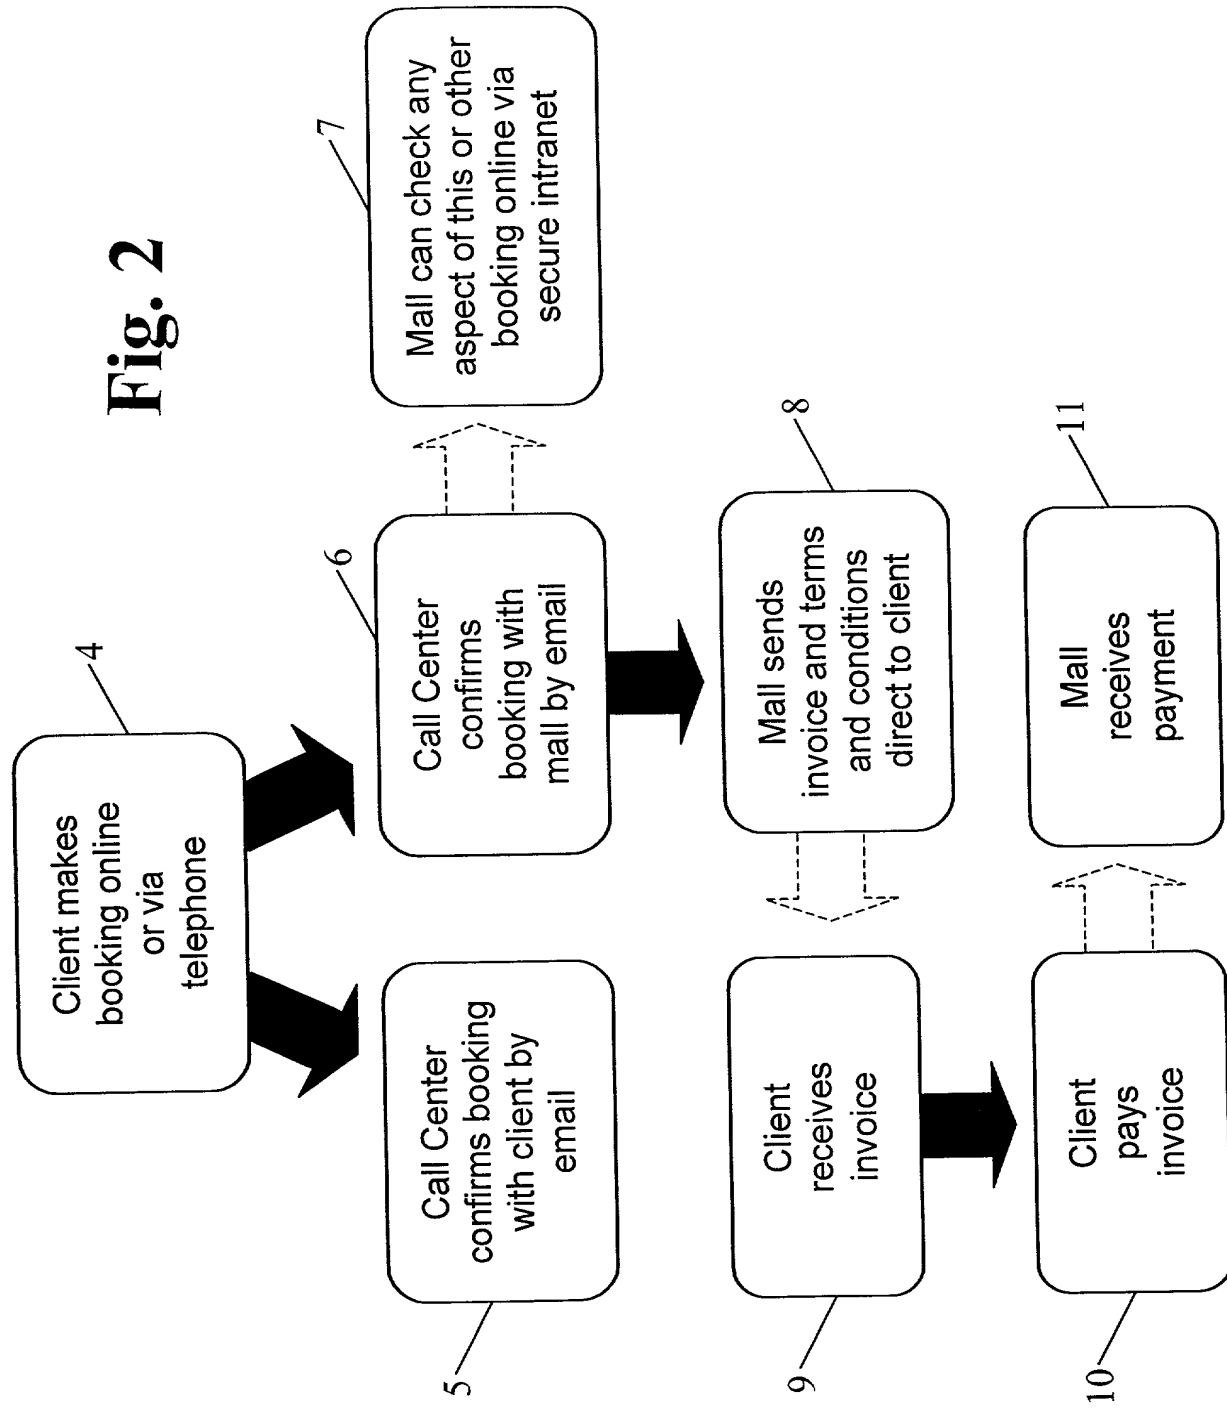 Fig. 2
4
Client makes
booking online
or via
telephone
5
Call Center
confirms booking
with client by
email
6
Call Center
confirms
booking with
mall by email
7
Mall can check any
aspect of this or other
booking online via
secure intranet
8
Mall sends
invoice and terms
and conditions
direct to client
9
Client
receives
invoice
10
Client
pays
invoice
11
Mall
receives
payment